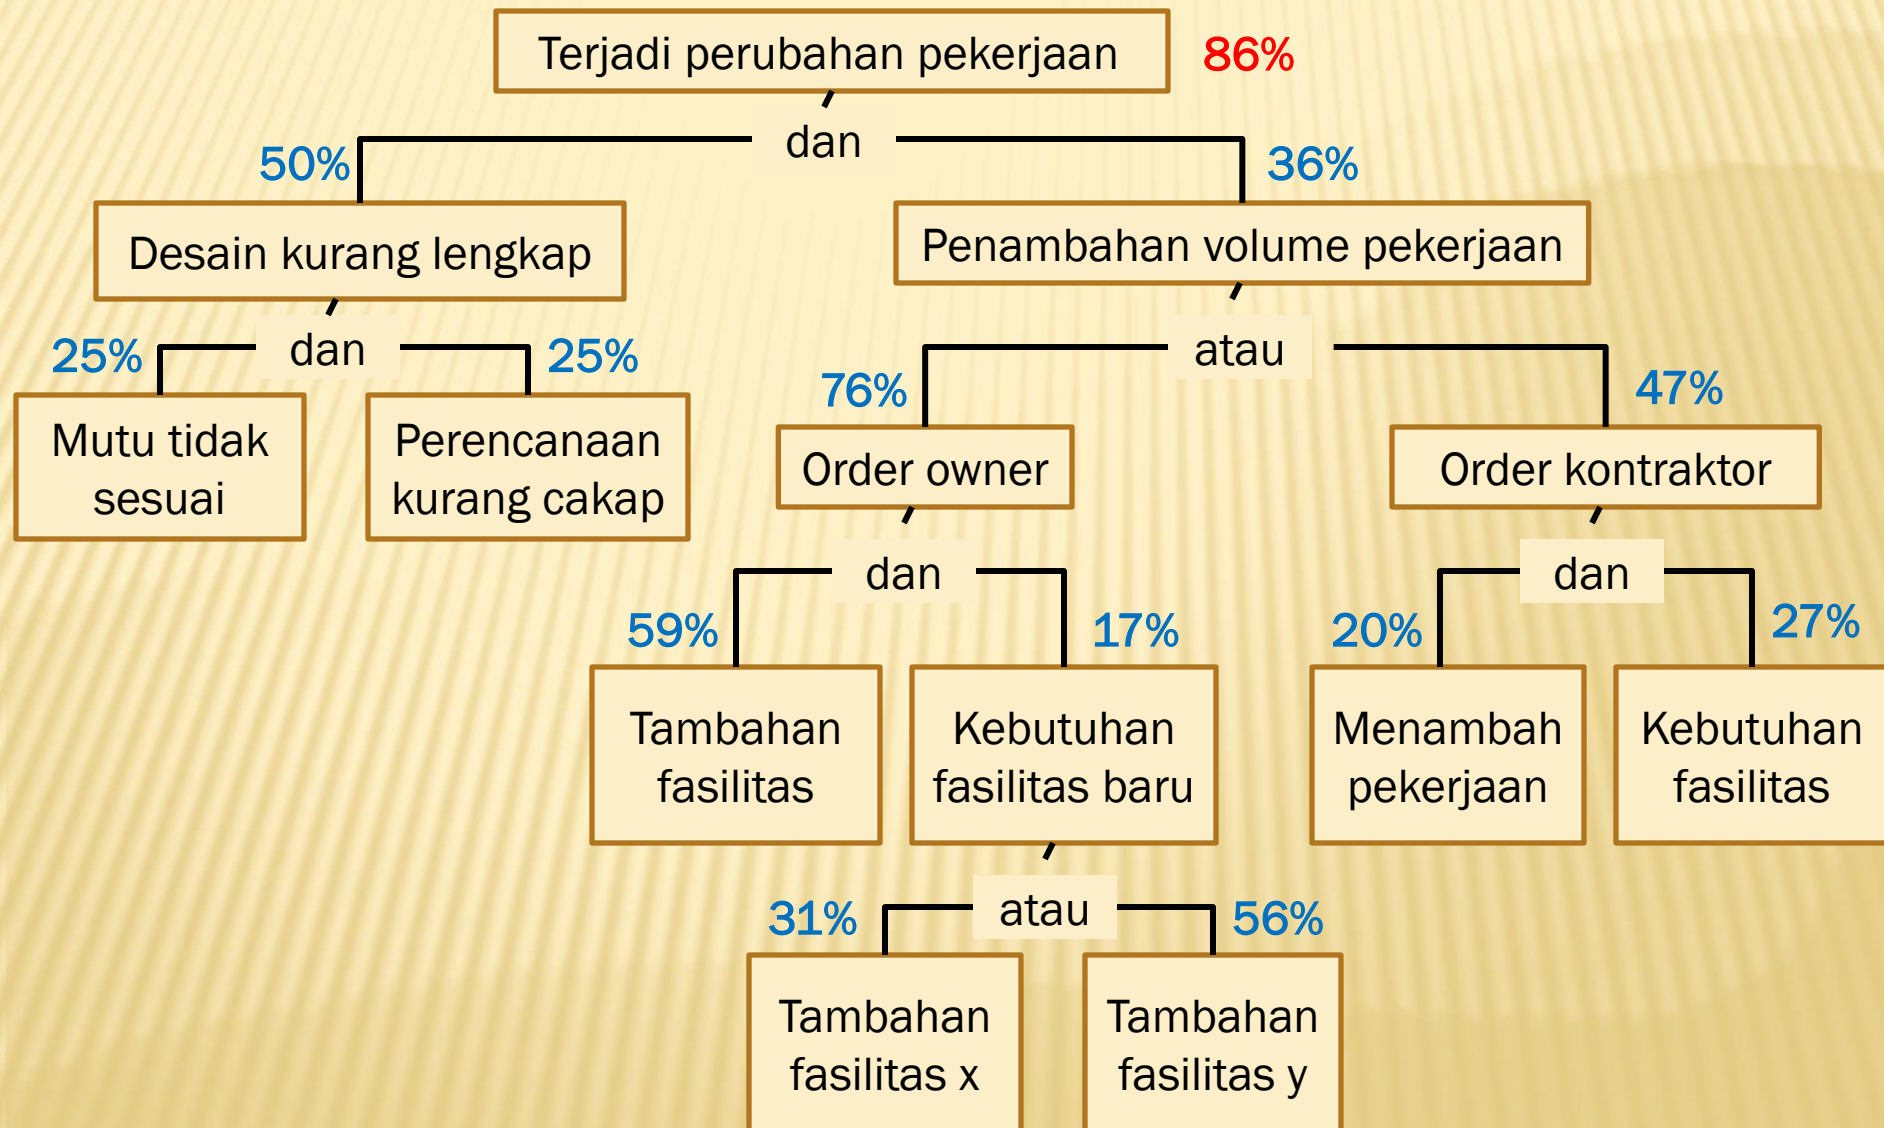 Terjadi perubahan pekerjaan
86%
dan
50%
36%
Desain kurang lengkap
Penambahan volume pekerjaan
dan
25%
25%
atau
76%
47%
Mutu tidak
sesuai
Perencanaan
kurang cakap
Order owner
Order kontraktor
dan
dan
59%
17%
20%
27%
Tambahan
fasilitas
Kebutuhan
fasilitas baru
Menambah
pekerjaan
Kebutuhan
fasilitas
atau
31%
56%
Tambahan
fasilitas x
Tambahan
fasilitas y